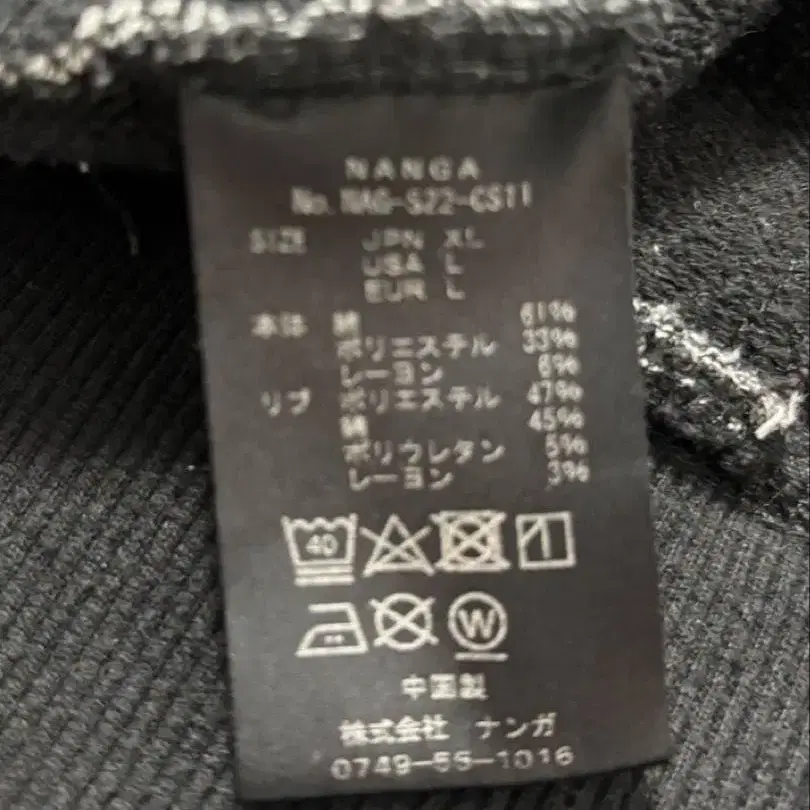 NANGA
No. NAG-S22-CS11
SIZE JPN XL
USA L
EUR L
本体 綿 61%
ポリエステル 33%
レーヨン 6%
リブ ポリエステル 47%
綿 45%
ポリウレタン 5%
レーヨン 3%
40
W
中国製
株式会社 ナンガ
0749-55-1016